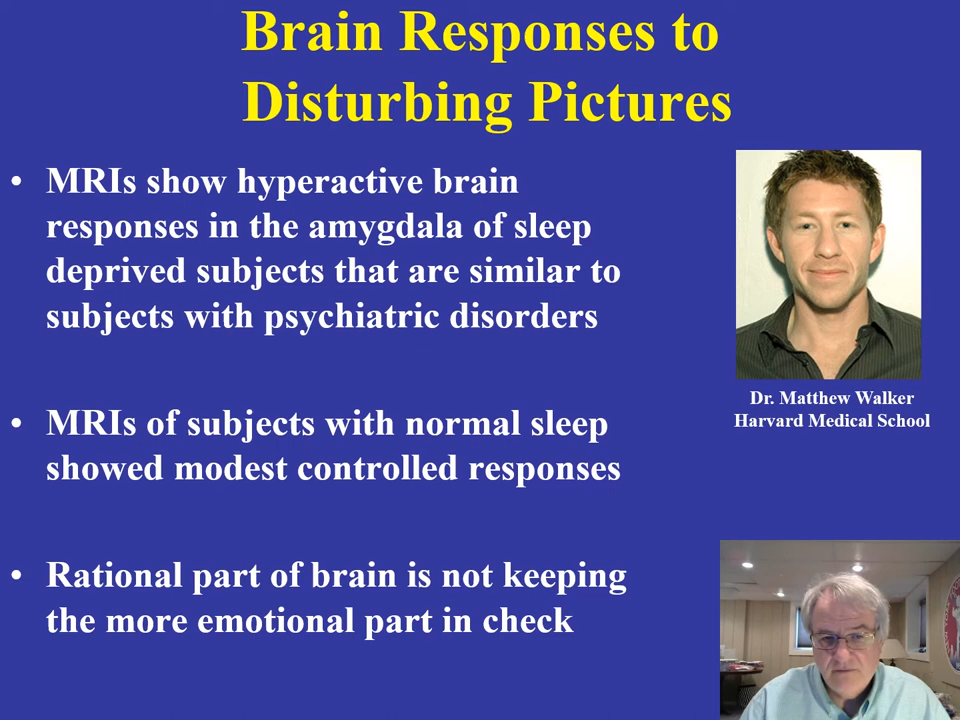 Brain Responses to
Disturbing Pictures
• MRIs show hyperactive brain
responses in the amygdala of sleep
deprived subjects that are similar to
subjects with psychiatric disorders
Dr. Matthew Walker
Harvard Medical School
• MRIs of subjects with normal sleep
showed modest controlled responses
• Rational part of brain is not keeping
the more emotional part in check